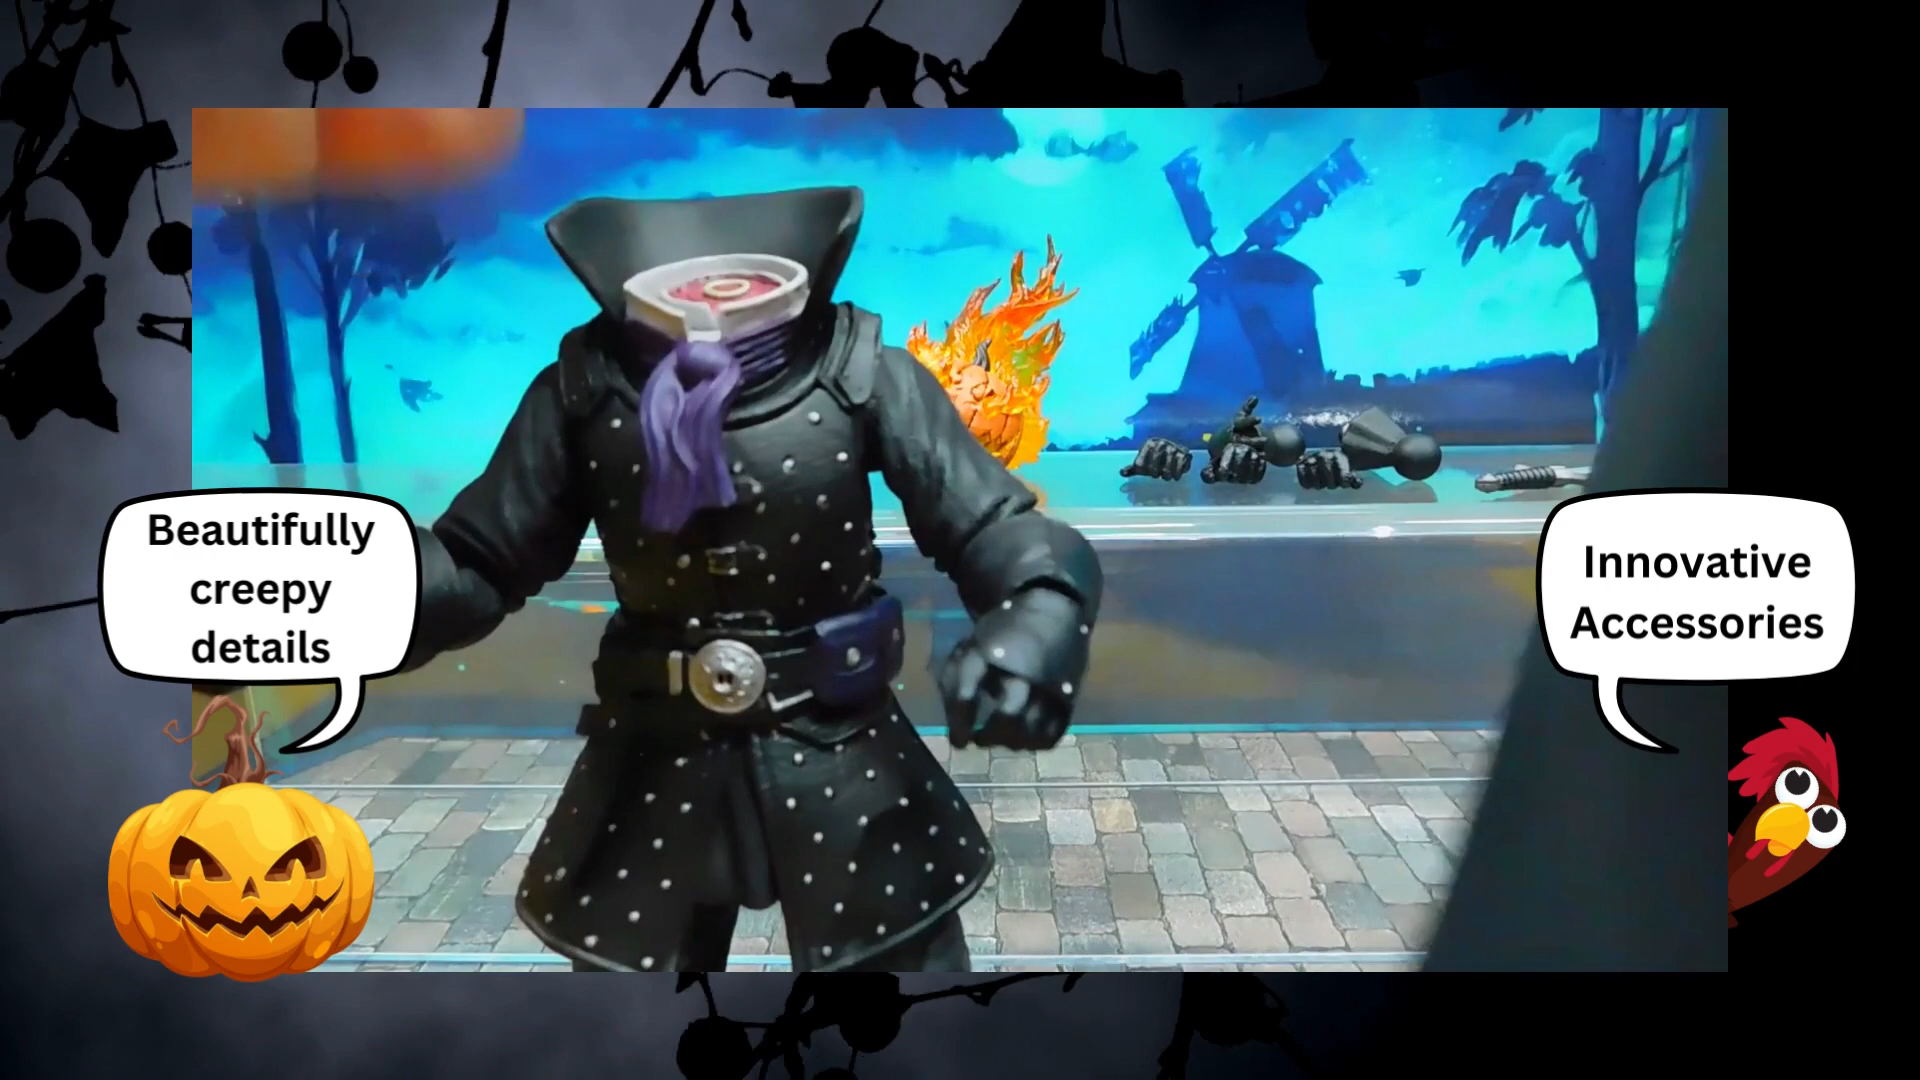 Beautifully
creepy
details
Innovative
Accessories